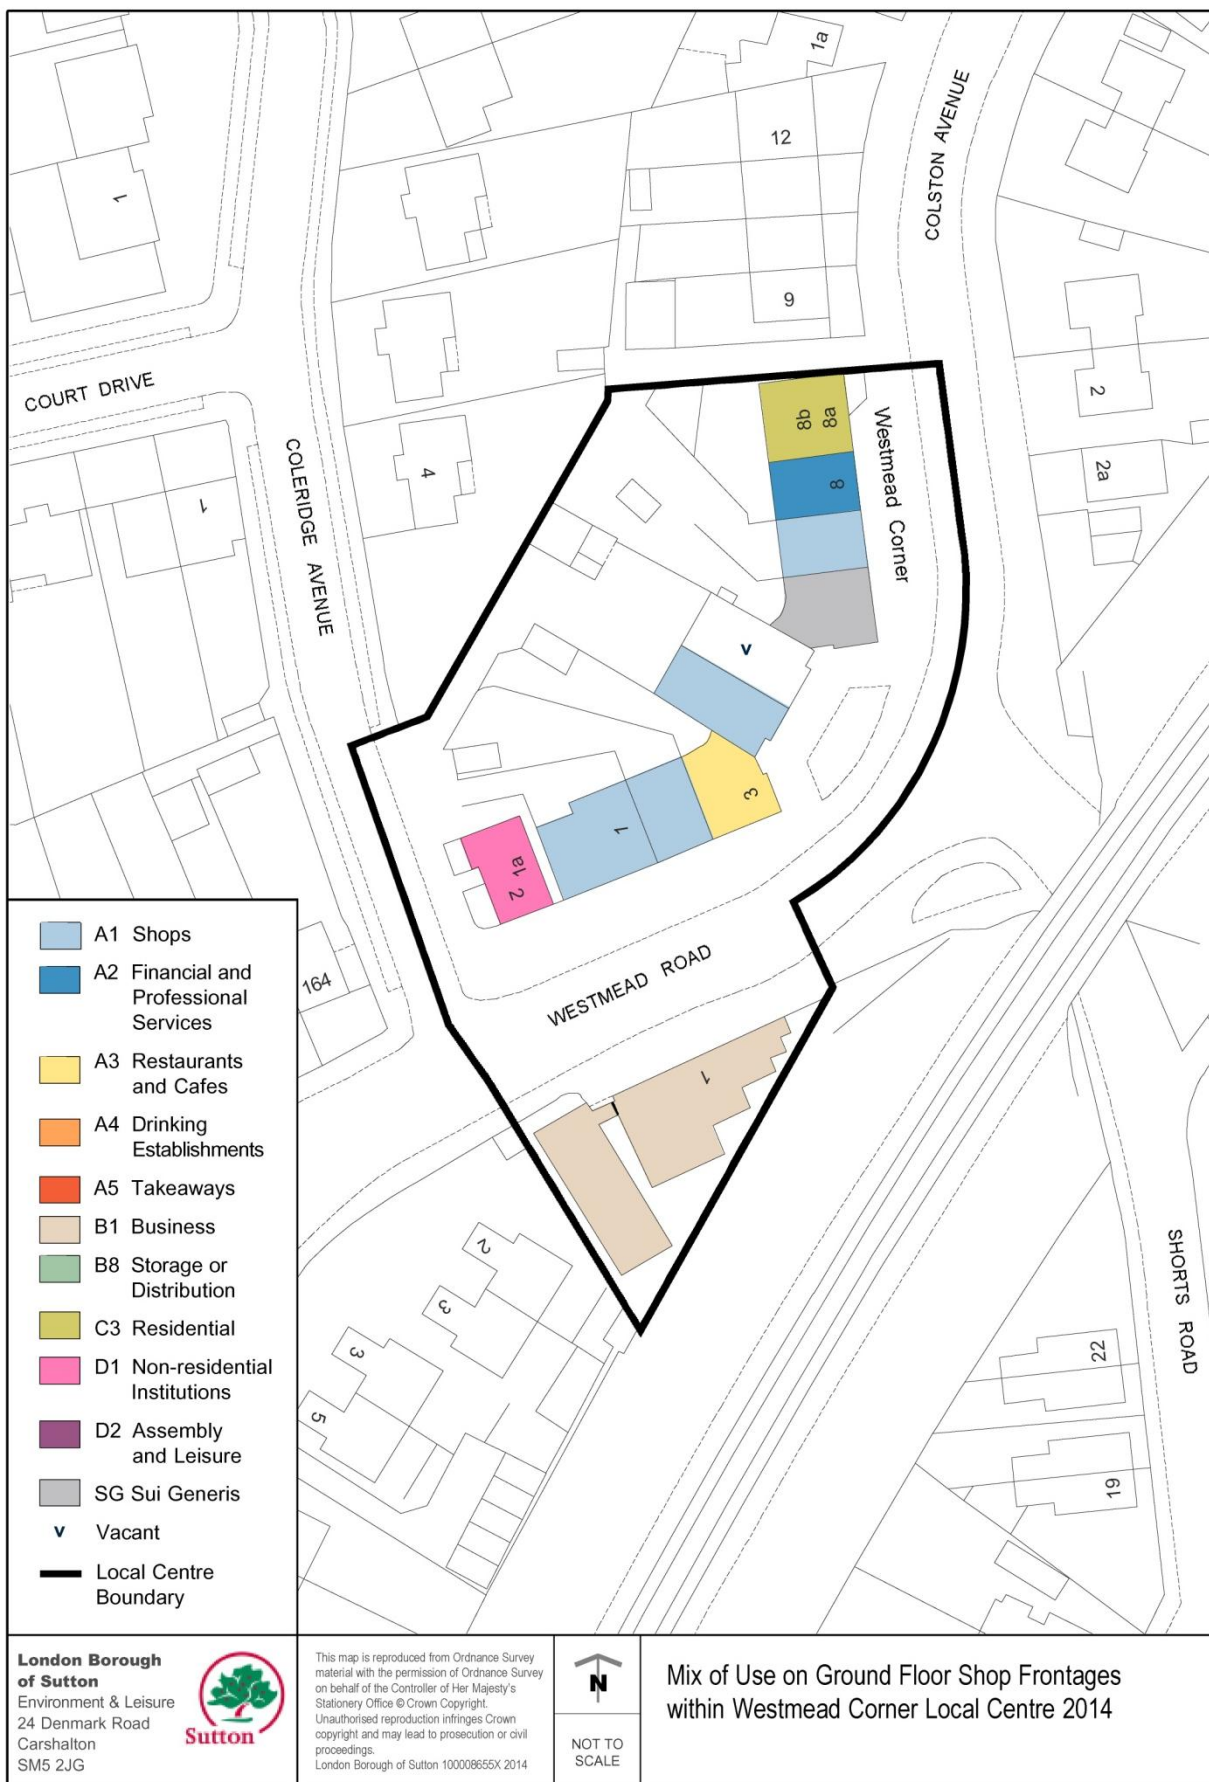 1a
12
COLSTON AVENUE
1
9
COURT DRIVE
2
8b
8a
Westmead Corner
COLERIDGE AVENUE
4
8
2a
1
v
3
1
1a
2
A1 Shops
A2 Financial and
Professional
Services
A3 Restaurants
and Cafes
A4 Drinking
Establishments
A5 Takeaways
B1 Business
B8 Storage or
Distribution
C3 Residential
D1 Non-residential
Institutions
D2 Assembly
and Leisure
SG Sui Generis
v Vacant
Local Centre
Boundary
164
WESTMEAD ROAD
1
2
3
3
5
SHORTS ROAD
22
19
London Borough
of Sutton
Environment & Leisure
24 Denmark Road
Carshalton
SM5 2JG
Sutton
This map is reproduced from Ordnance Survey
material with the permission of Ordnance Survey
on behalf of the Controller of Her Majesty's
Stationery Office © Crown Copyright.
Unauthorised reproduction infringes Crown
copyright and may lead to prosecution or civil
proceedings.
London Borough of Sutton 100008655X 2014
N
NOT TO
SCALE
Mix of Use on Ground Floor Shop Frontages
within Westmead Corner Local Centre 2014